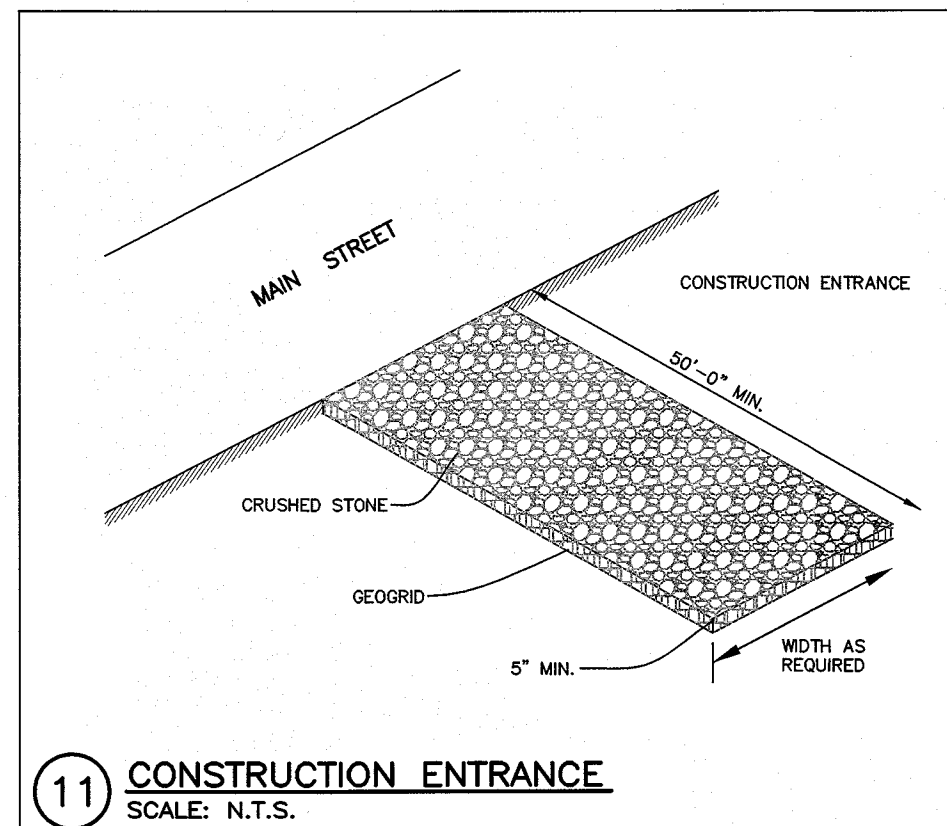 MAIN STREET
CONSTRUCTION ENTRANCE
50'-0" MIN.
CRUSHED STONE
GEOGRID
5" MIN.
WIDTH AS
REQUIRED
11
CONSTRUCTION ENTRANCE
SCALE: N.T.S.